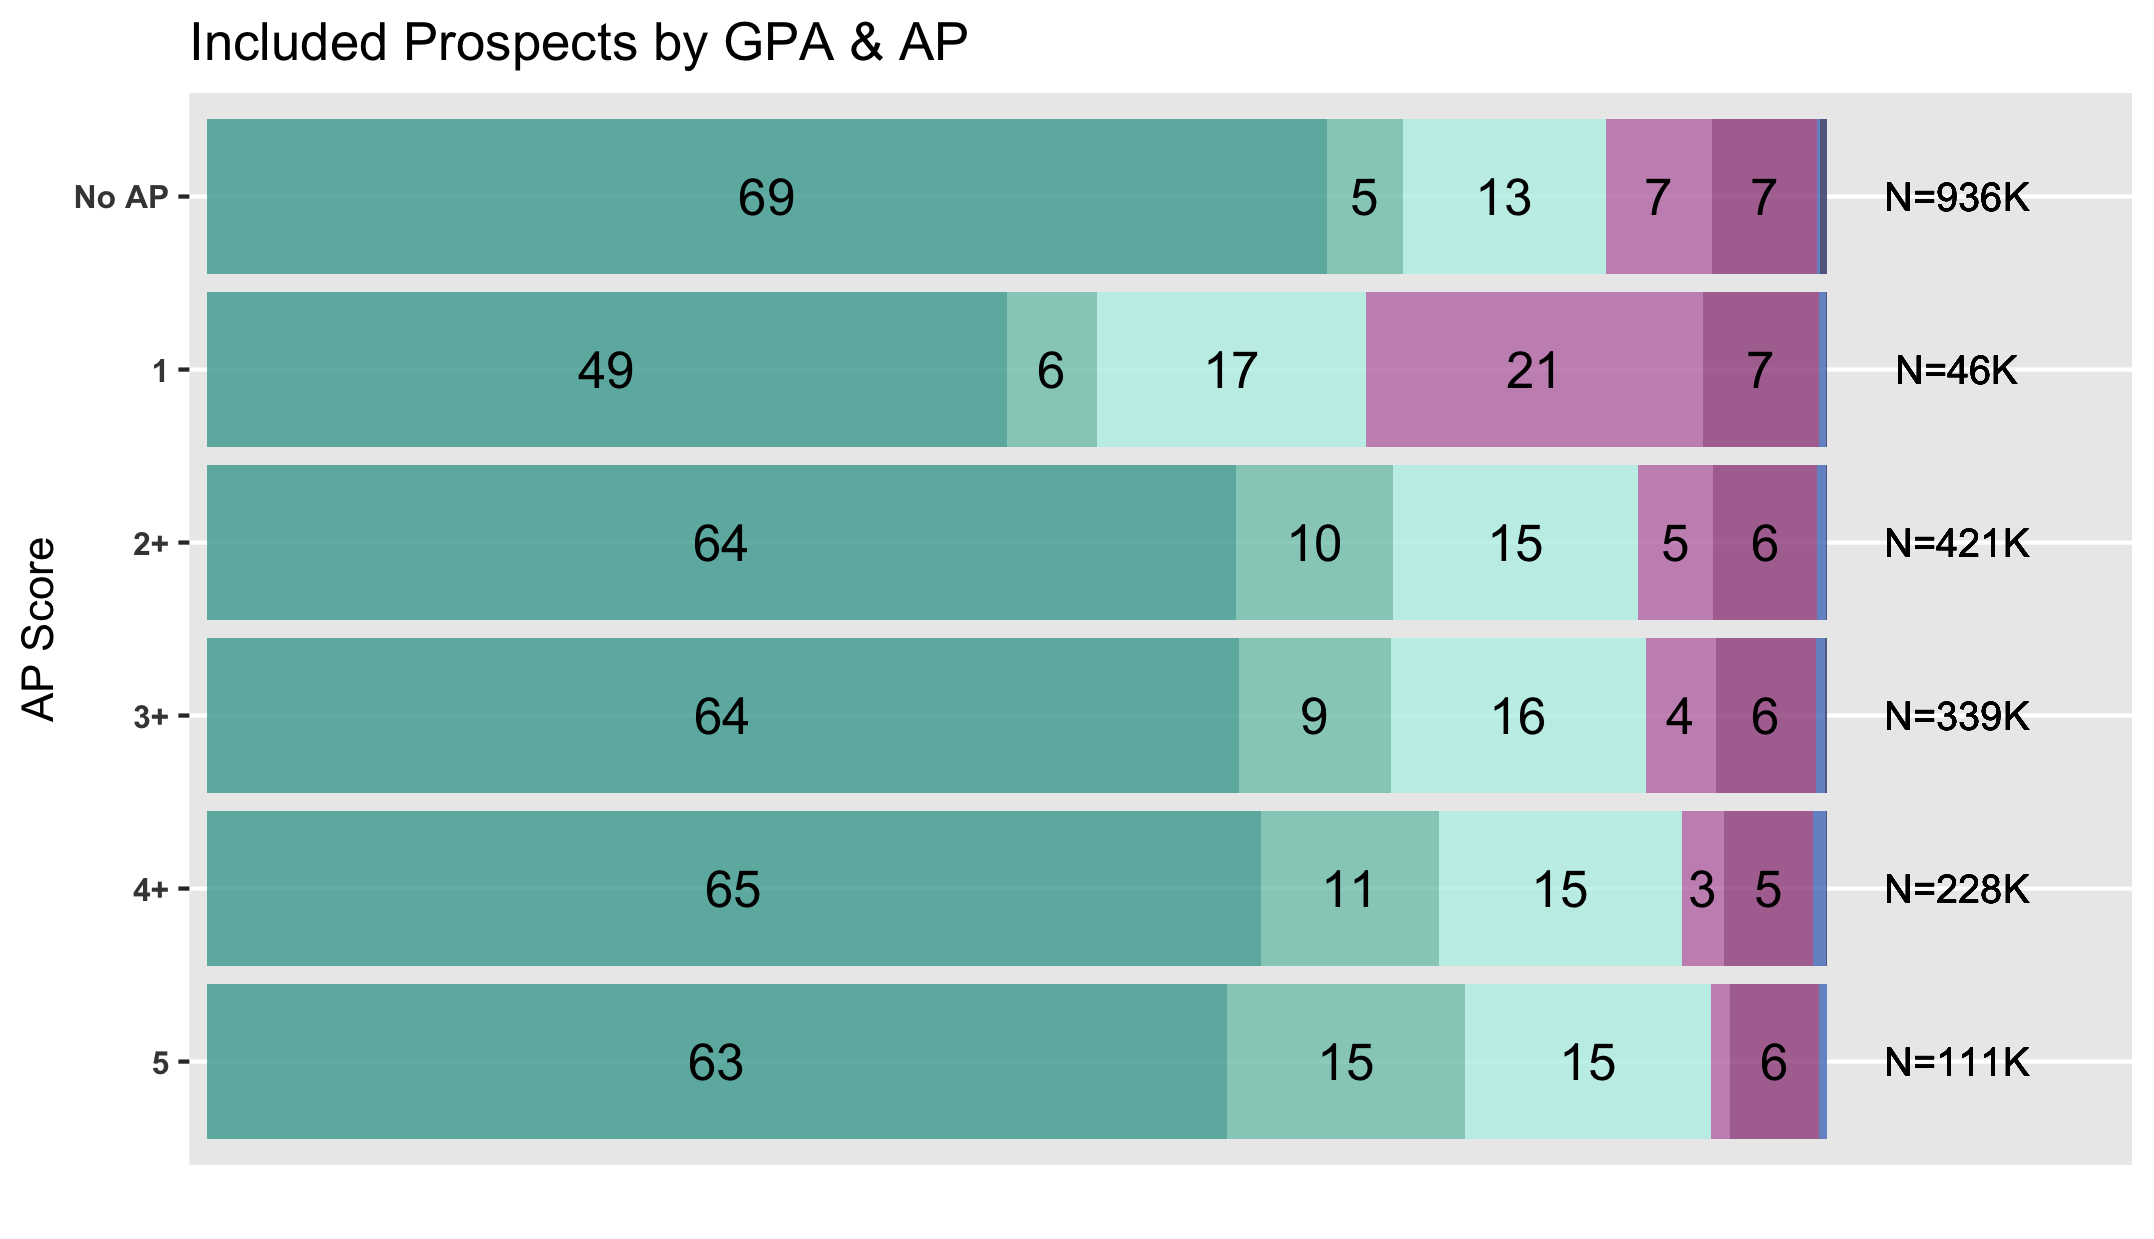 Included Prospects by GPA & AP
No AP 69 5 13 7 7 N=936K
1 49 6 17 21 7 N=46K
2+ 64 10 15 5 6 N=421K
3+ 64 9 16 4 6 N=339K
4+ 65 11 15 3 5 N=228K
5 63 15 15 6 N=111K
AP Score